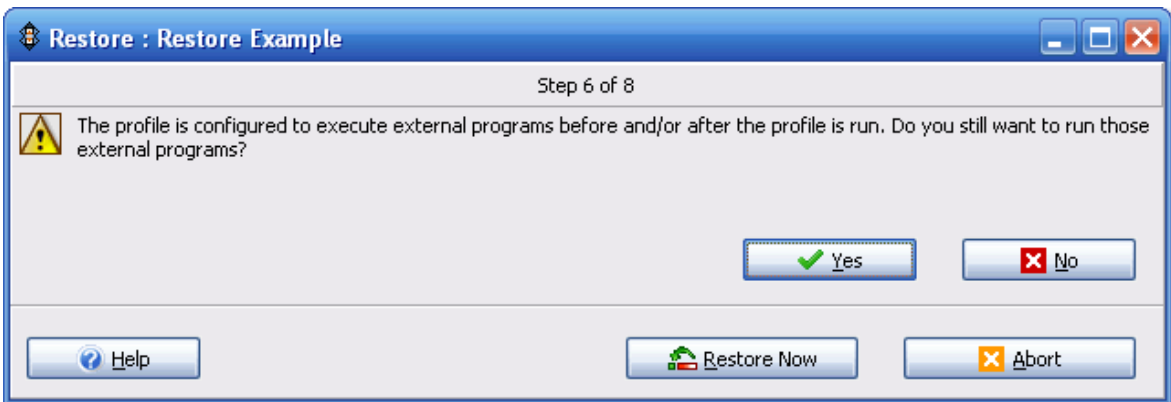 Restore : Restore Example
Step 6 of 8
The profile is configured to execute external programs before and/or after the profile is run. Do you still want to run those
external programs?
Yes
No
Help
Restore Now
Abort